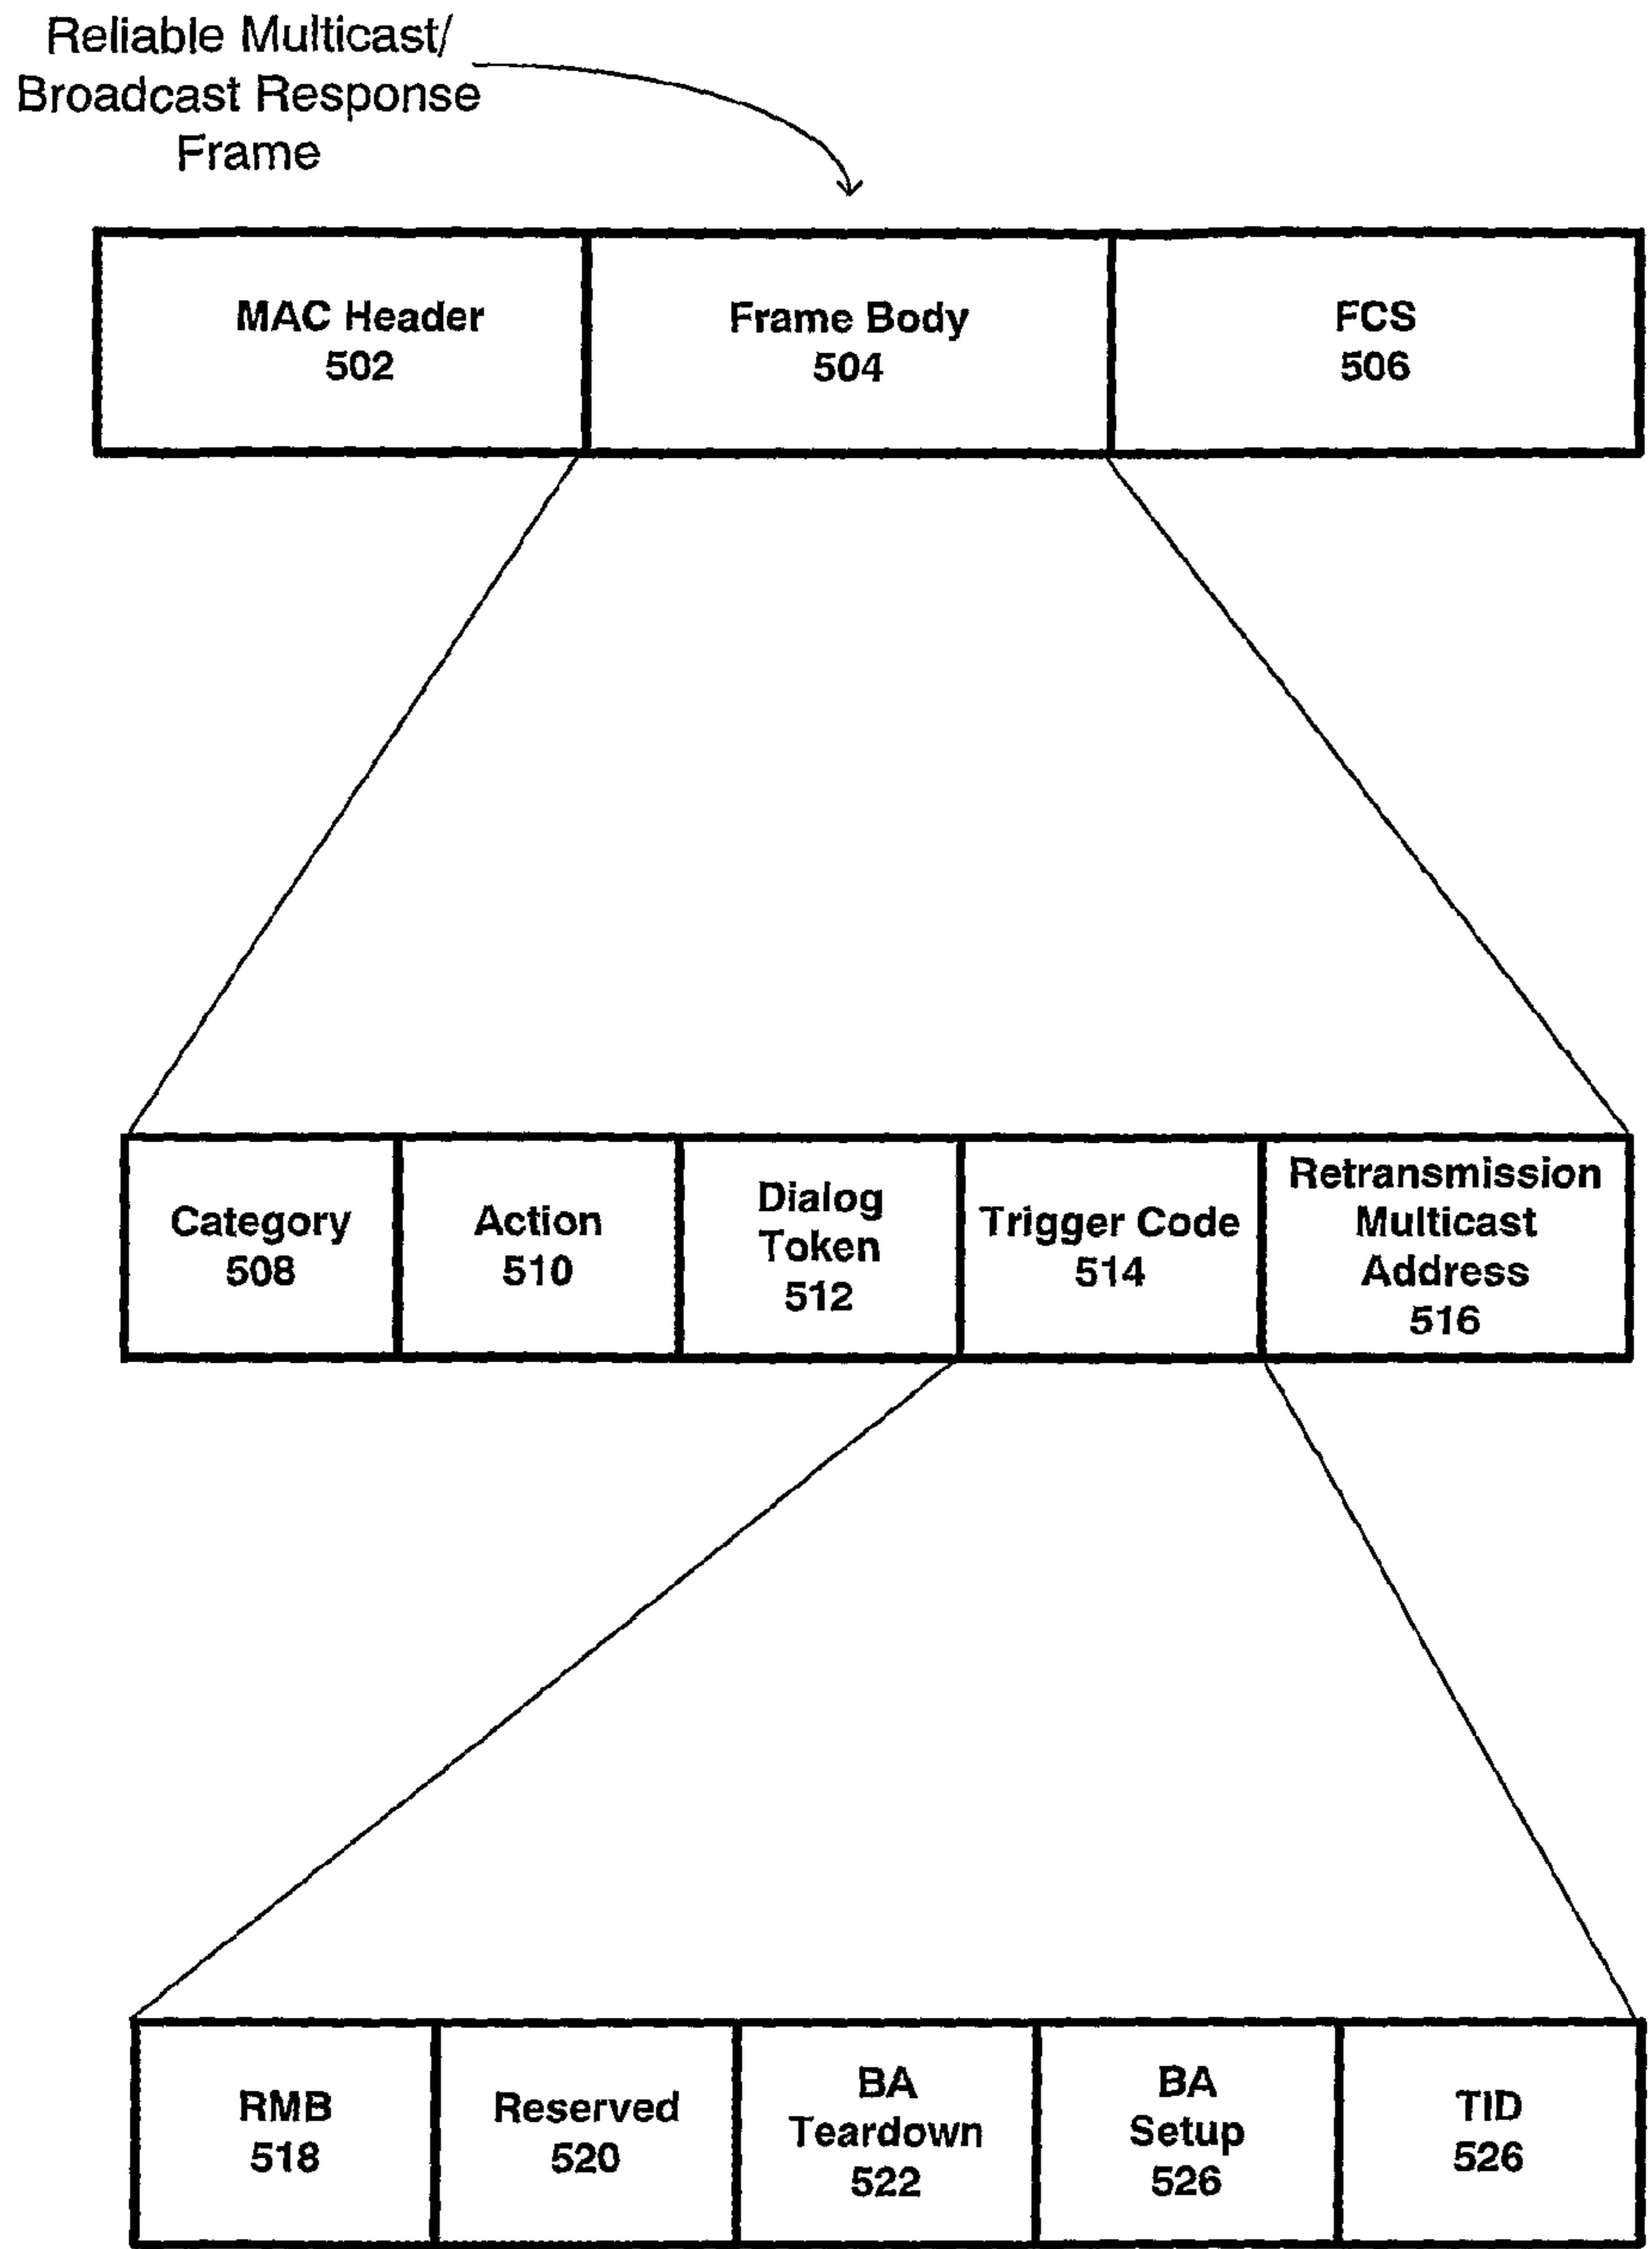 Reliable Multicast/
Broadcast Response
Frame
MAC Header
502
Frame Body
504
FCS
506
Category
508
Action
510
Dialog
Token
512
Trigger Code
514
Retransmission
Multicast
Address
516
RMB
518
Reserved
520
BA
Teardown
522
BA
Setup
526
TID
526